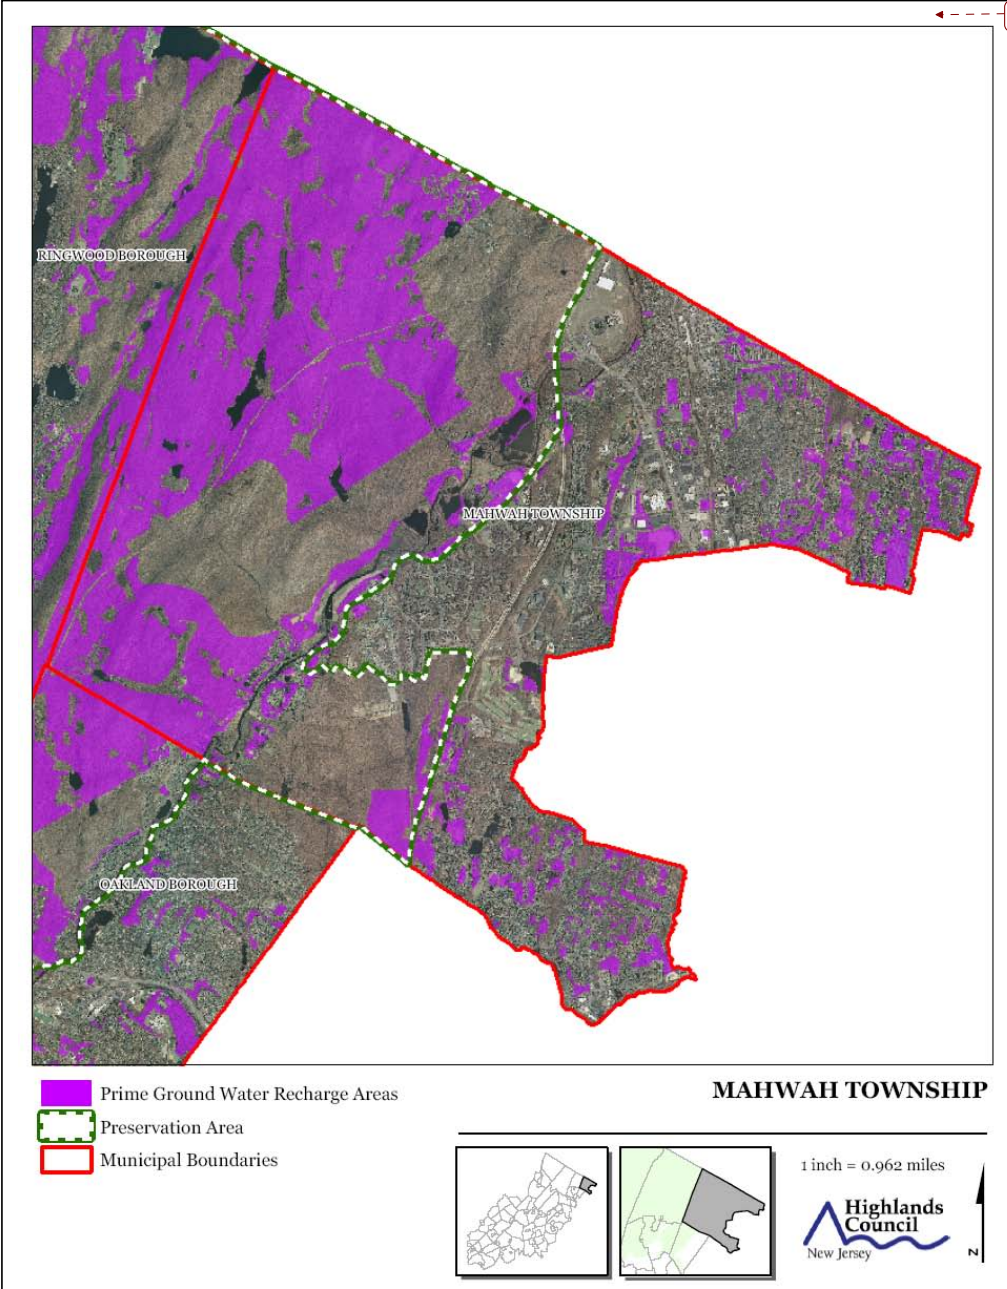 RINGWOOD BOROUGH
MAHWAH TOWNSHIP
OAKLAND BOROUGH
Prime Ground Water Recharge Areas
Preservation Area
Municipal Boundaries
MAHWAH TOWNSHIP
1 inch = 0.962 miles
Highlands
Council
New Jersey
N